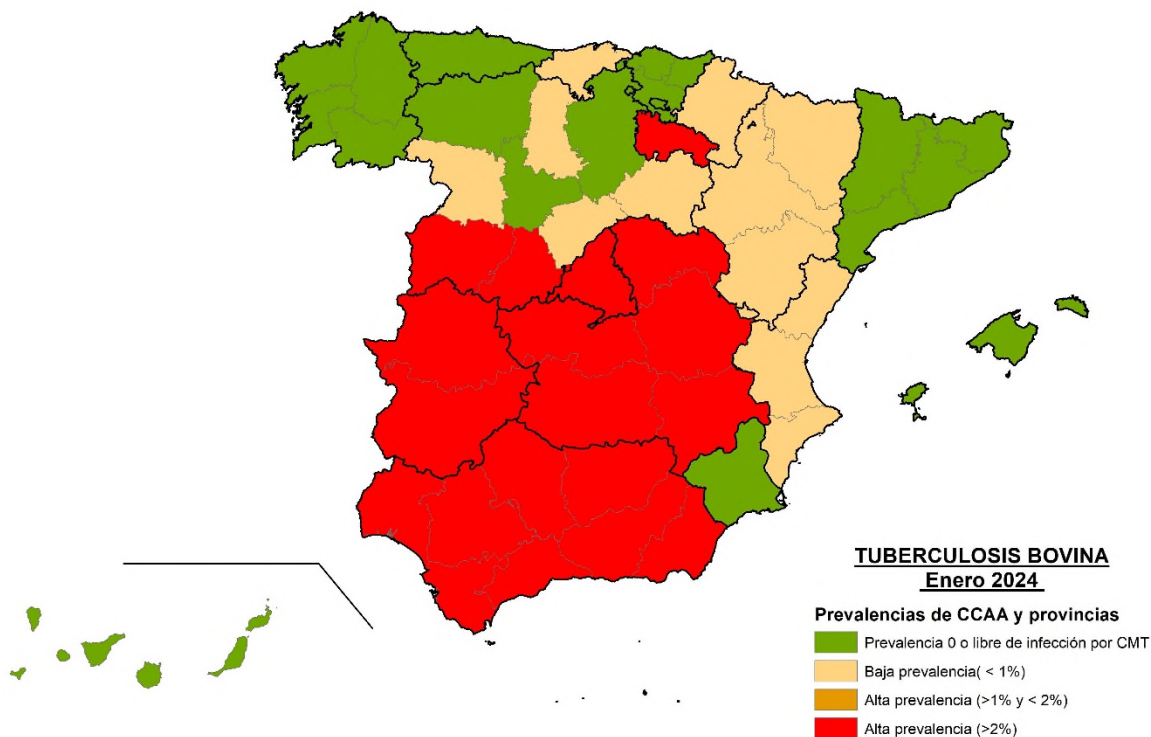 TUBERCULOSIS BOVINA
Enero 2024
Prevalencias de CCAA y provincias
Prevalencia 0 o libre de infección por CMT
Baja prevalencia( < 1%)
Alta prevalencia (>1% y < 2%)
Alta prevalencia (>2%)